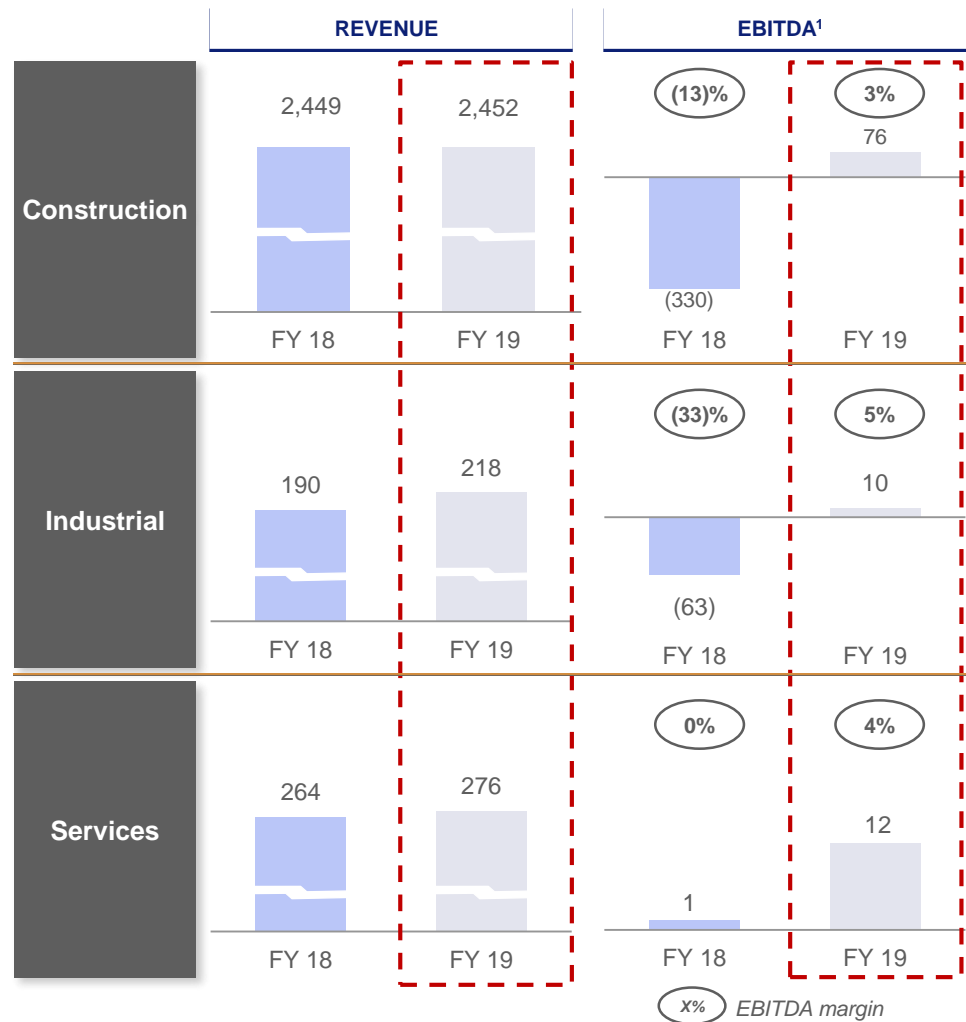 REVENUE
EBITDA¹
Construction
2,449
2,452
FY 18
FY 19
(13)%
3%
76
(330)
FY 18
FY 19
Industrial
190
218
FY 18
FY 19
(33)%
5%
10
(63)
FY 18
FY 19
Services
264
276
FY 18
FY 19
0%
4%
1
12
FY 18
FY 19
X% EBITDA margin